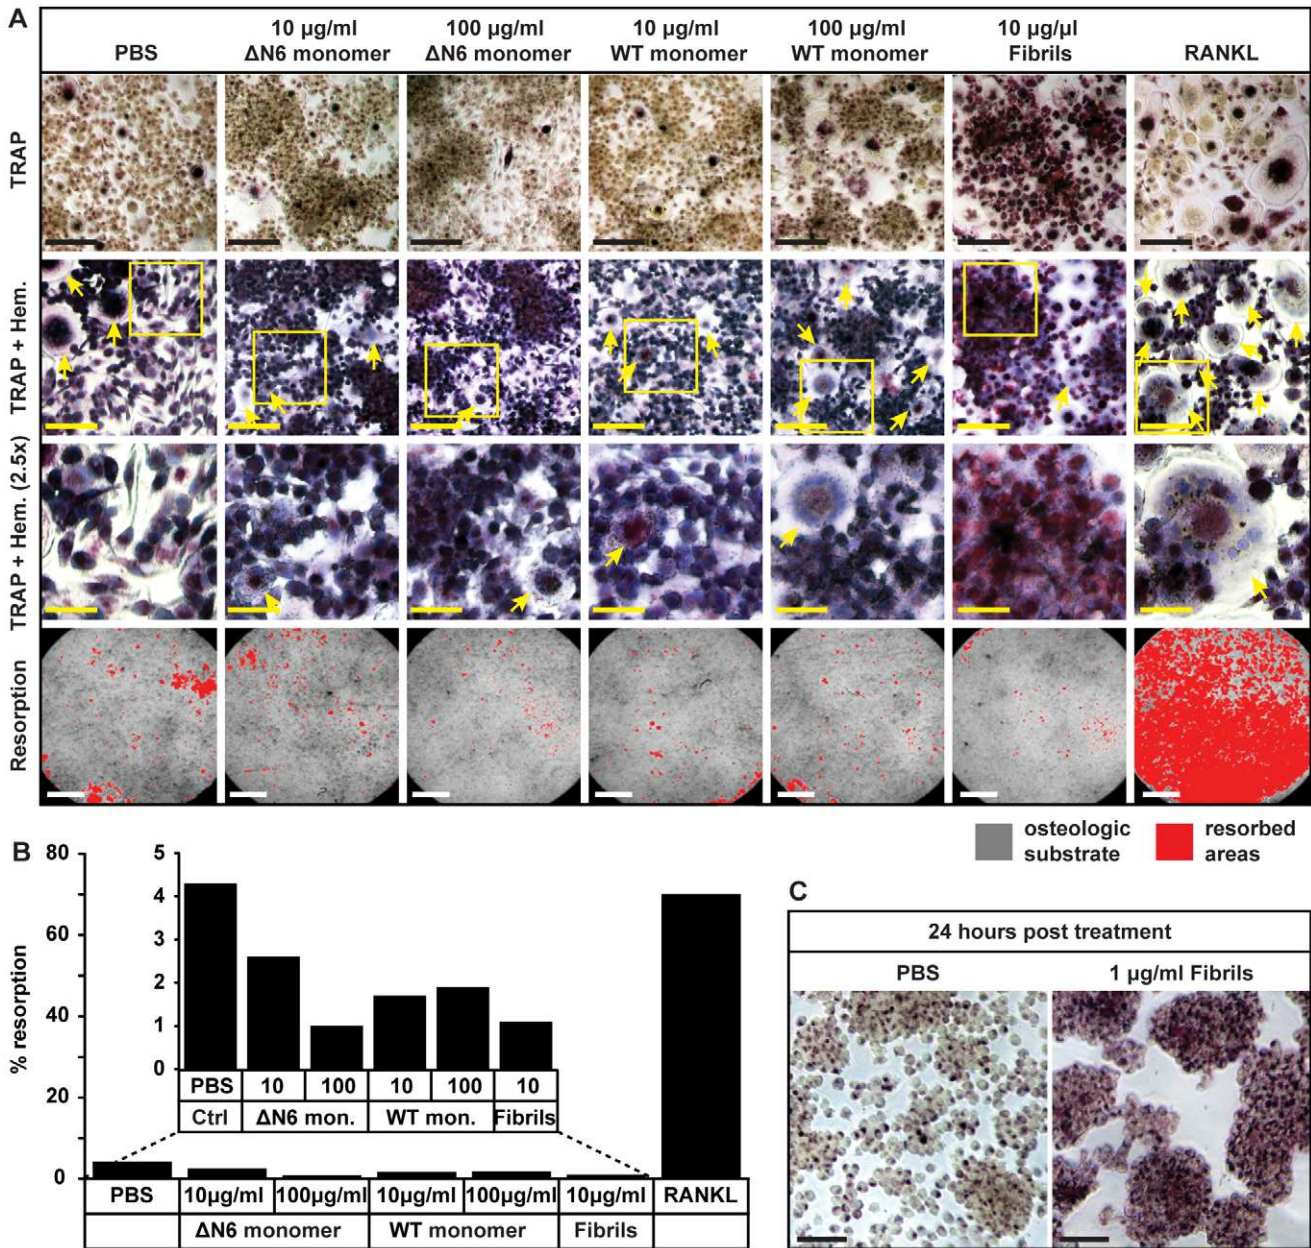 A
PBS
10 µg/ml
ΔN6 monomer
100 µg/ml
ΔN6 monomer
10 µg/ml
WT monomer
100 µg/ml
WT monomer
10 µg/µl
Fibrils
RANKL
TRAP
TRAP + Hem.
TRAP + Hem. (2.5x)
Resorption
osteologic
substrate
resorbed
areas
B
% resorption
80
70
60
40
20
0
5
4
3
2
1
0
PBS 10 100 10 100 10
Ctrl ΔN6 mon. WT mon. Fibrils
PBS 10µg/ml 100µg/ml 10µg/ml 100µg/ml 10µg/ml RANKL
ΔN6 monomer WT monomer Fibrils
C
24 hours post treatment
PBS 1 µg/ml Fibrils